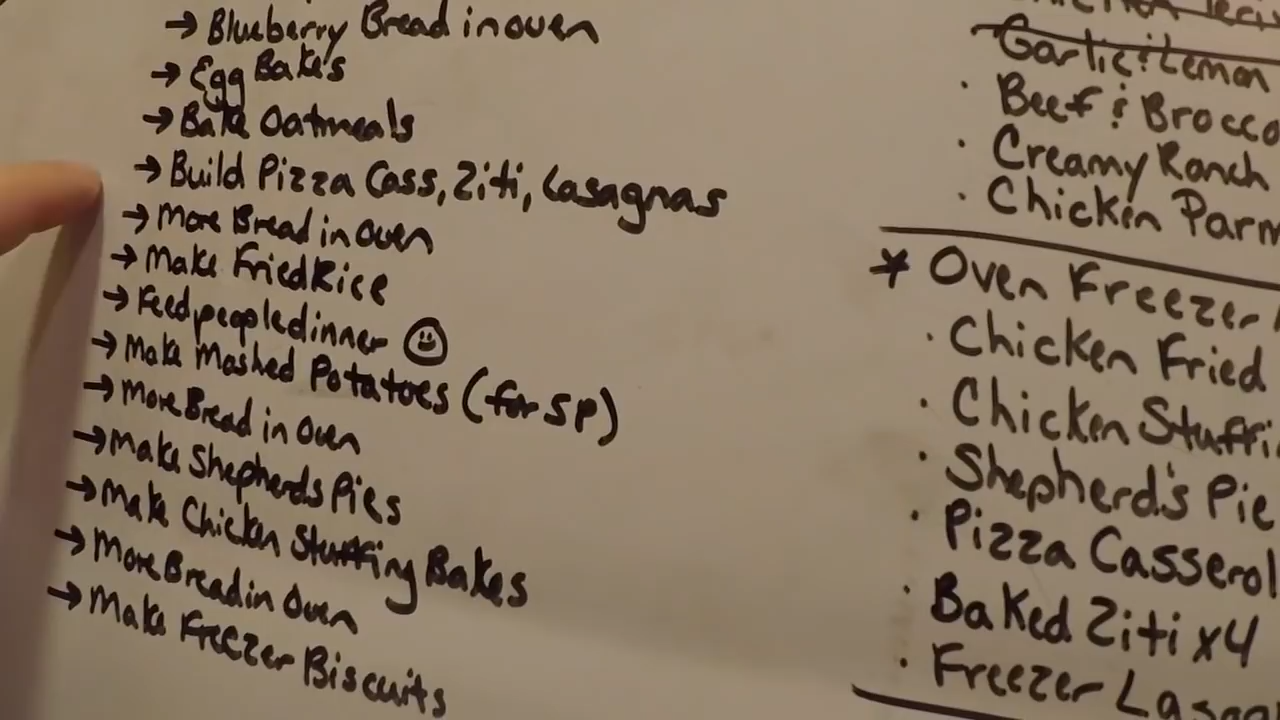 → Blueberry Bread in oven
→ Egg Bakes
→ Bake Oatmeals
→ Build Pizza Cass, Ziti, Lasagnas
→ More Bread in oven
→ Make Fried Rice
→ Feed people dinner ☺
→ Make Mashed Potatoes (for SP)
→ More Bread in Oven
→ Make Shepherds Pies
→ Make Chicken Stuffing Bakes
→ More Bread in Oven
→ Make Freezer Biscuits
Garlic & Lemon
· Beef & Brocco
· Creamy Ranch
· Chicken Parm
* Oven Freezer
· Chicken Fried
· Chicken Stuffi
· Shepherd's Pie
· Pizza Casserol
· Baked Ziti x4
· Freezer Lasag